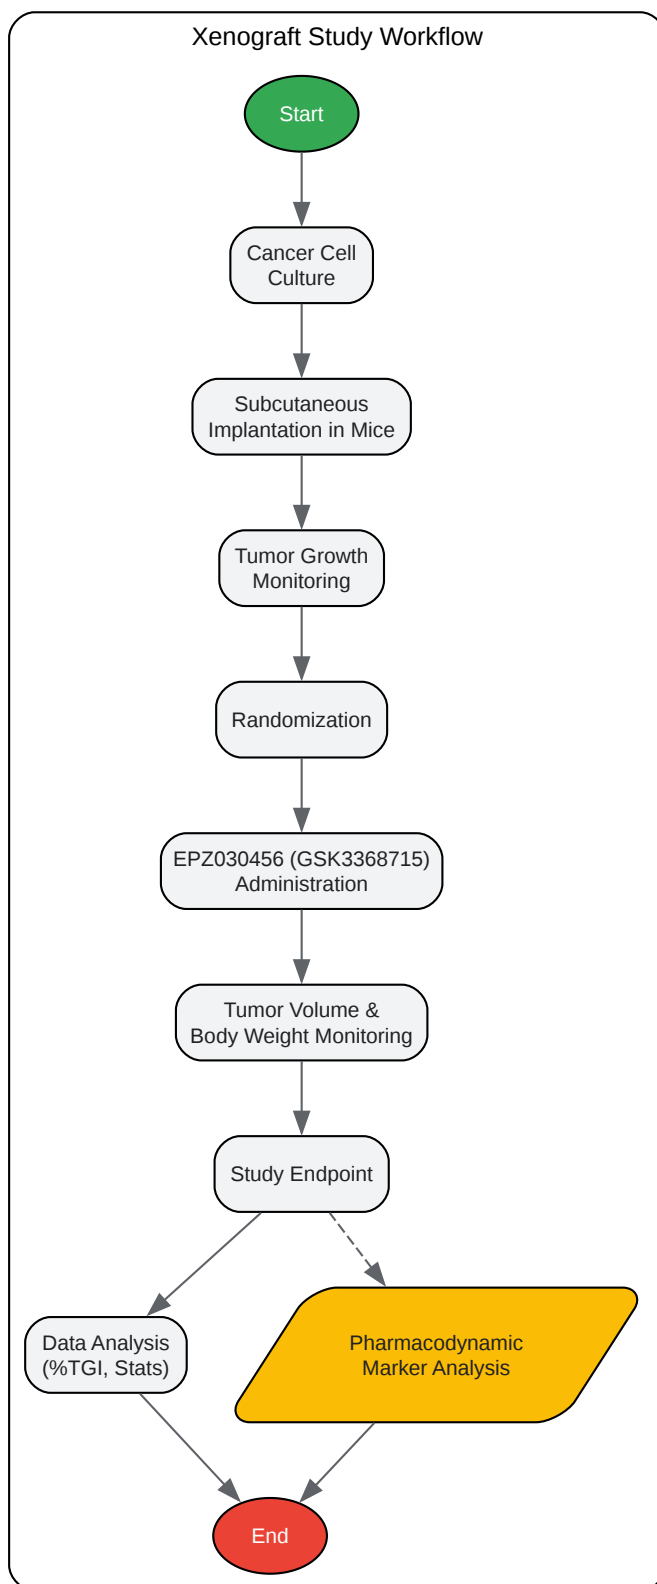 Xenograft Study Workflow
Start
Cancer Cell
Culture
Subcutaneous
Implantation in Mice
Tumor Growth
Monitoring
Randomization
EPZ030456 (GSK3368715)
Administration
Tumor Volume &
Body Weight Monitoring
Study Endpoint
Data Analysis
(%TGI, Stats)
Pharmacodynamic
Marker Analysis
End